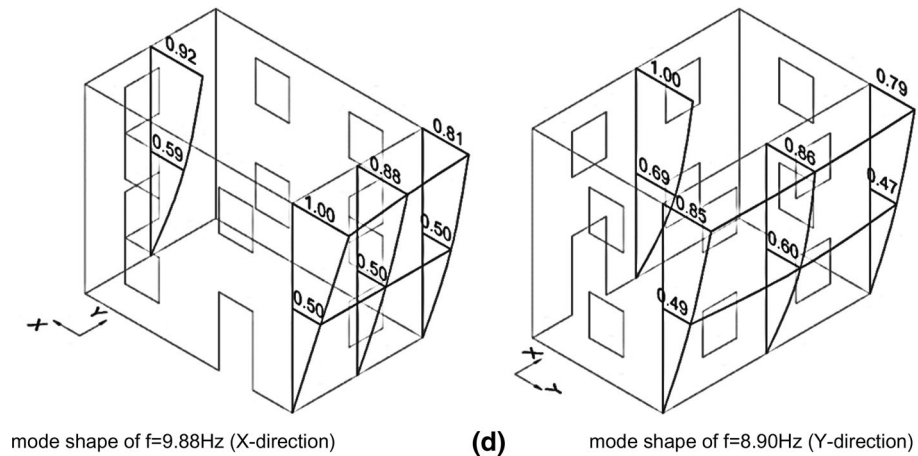 0.92
0.59
0.81
0.88
1.00
0.50
0.50
0.50
X Y
1.00
0.79
0.86
0.69
0.85
0.47
0.60
0.49
X
Y
mode shape of f=9.88Hz (X-direction)
(d)
mode shape of f=8.90Hz (Y-direction)